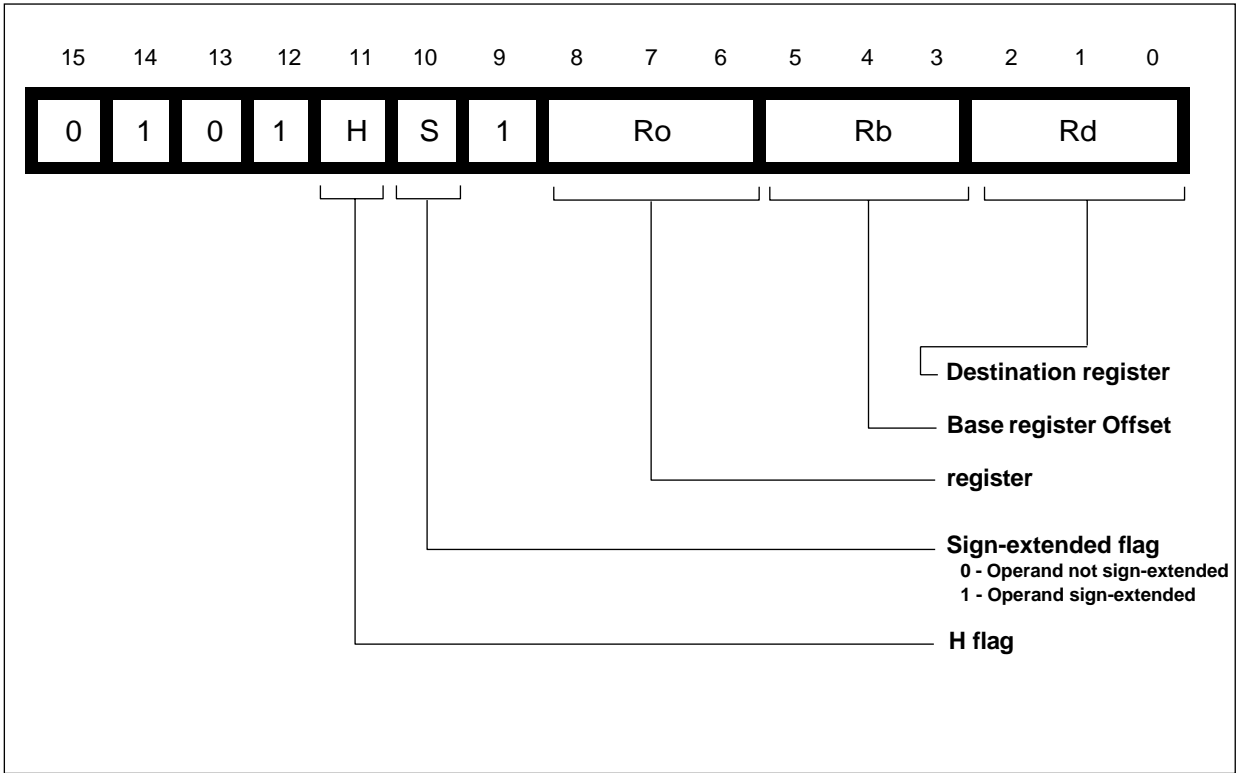 15 14 13 12 11 10 9 8 7 6 5 4 3 2 1 0
0 1 0 1 H S 1 Ro Rb Rd
Destination register
Base register Offset
register
Sign-extended flag
0 - Operand not sign-extended
1 - Operand sign-extended
H flag